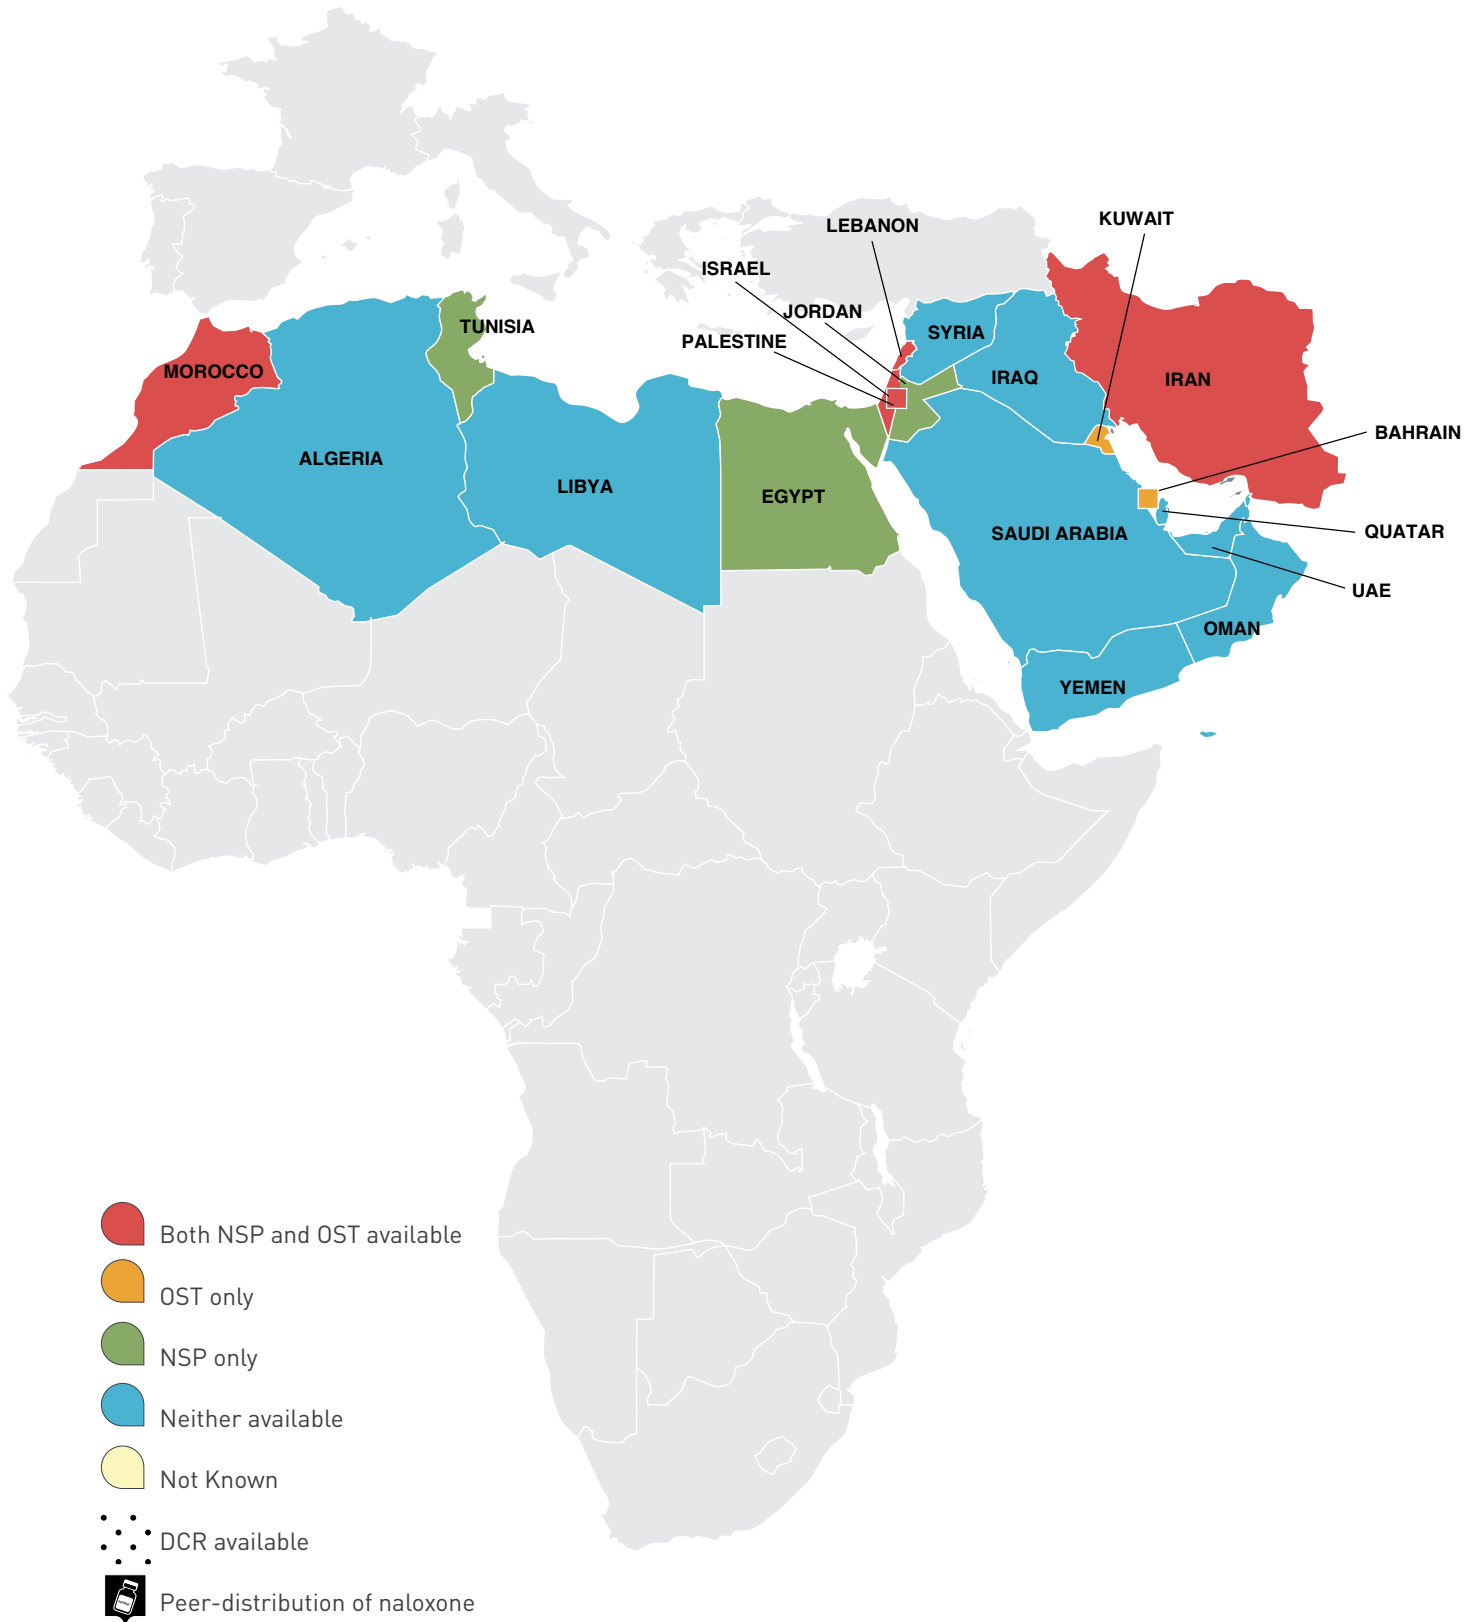 KUWAIT
LEBANON
ISRAEL
JORDAN
TUNISIA
SYRIA
PALESTINE
MOROCCO
IRAQ
IRAN
BAHRAIN
ALGERIA
LIBYA
EGYPT
SAUDI ARABIA
QUATAR
UAE
OMAN
YEMEN
Both NSP and OST available
OST only
NSP only
Neither available
Not Known
DCR available
Peer-distribution of naloxone